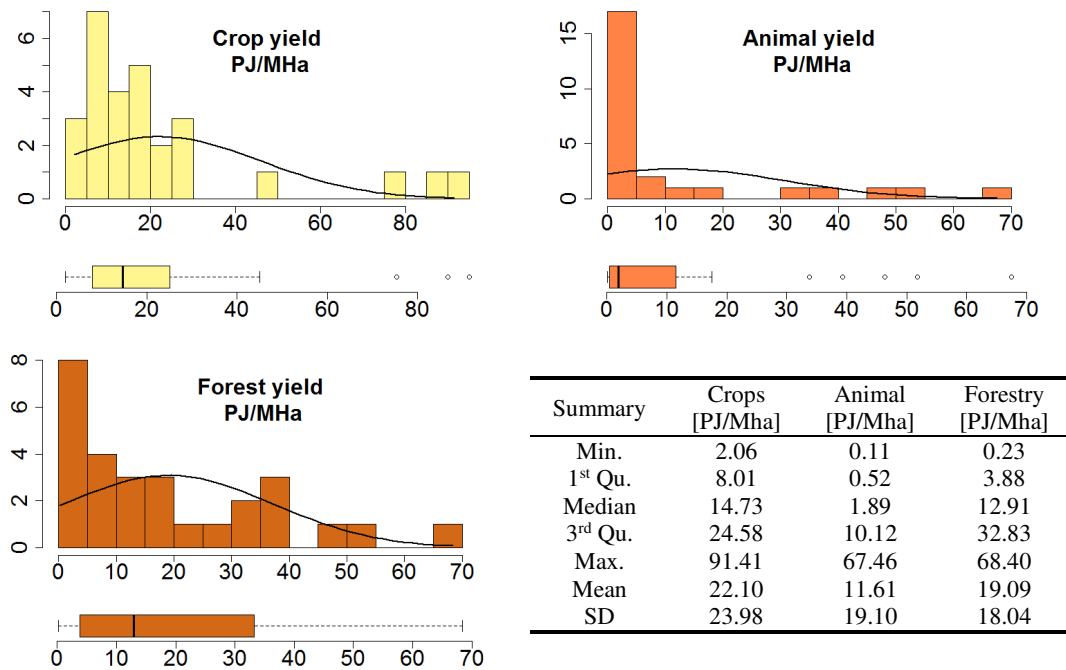 Crop yield
PJ/MHa
6
4
2
0
0 20 40 60 80
0 20 40 60 80
Animal yield
PJ/MHa
15
10
5
0
0 10 20 30 40 50 60 70
0 10 20 30 40 50 60 70
Forest yield
PJ/MHa
8
6
4
2
0
0 10 20 30 40 50 60 70
0 10 20 30 40 50 60 70
Summary Crops Animal Forestry
[PJ/Mha] [PJ/Mha] [PJ/Mha]
Min. 2.06 0.11 0.23
1st Qu. 8.01 0.52 3.88
Median 14.73 1.89 12.91
3rd Qu. 24.58 10.12 32.83
Max. 91.41 67.46 68.40
Mean 22.10 11.61 19.09
SD 23.98 19.10 18.04